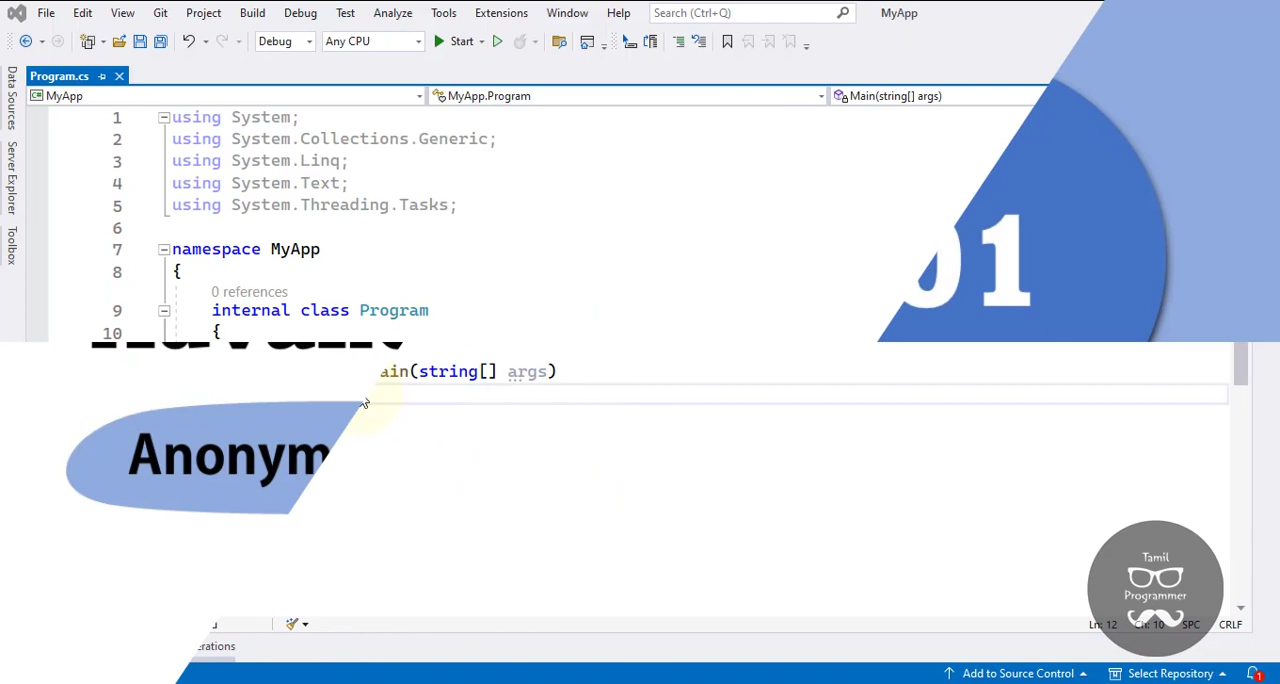 File Edit View Git Project Build Debug Test Analyze Tools Extensions Window Help Search (Ctrl+Q) MyApp
Debug Any CPU Start
Program.cs
MyApp MyApp.Program Main(string[] args)
Data Sources
Server Explorer
Toolbox
1 using System;
2 using System.Collections.Generic;
3 using System.Linq;
4 using System.Text;
5 using System.Threading.Tasks;
6
7 namespace MyApp
8 {
0 references
9 internal class Program
10 {
01
ain(string[] args)
Anonym
Tamil
Programmer
Ln: 12 Ch: 10 SPC CRLF
erations
Add to Source Control Select Repository 1